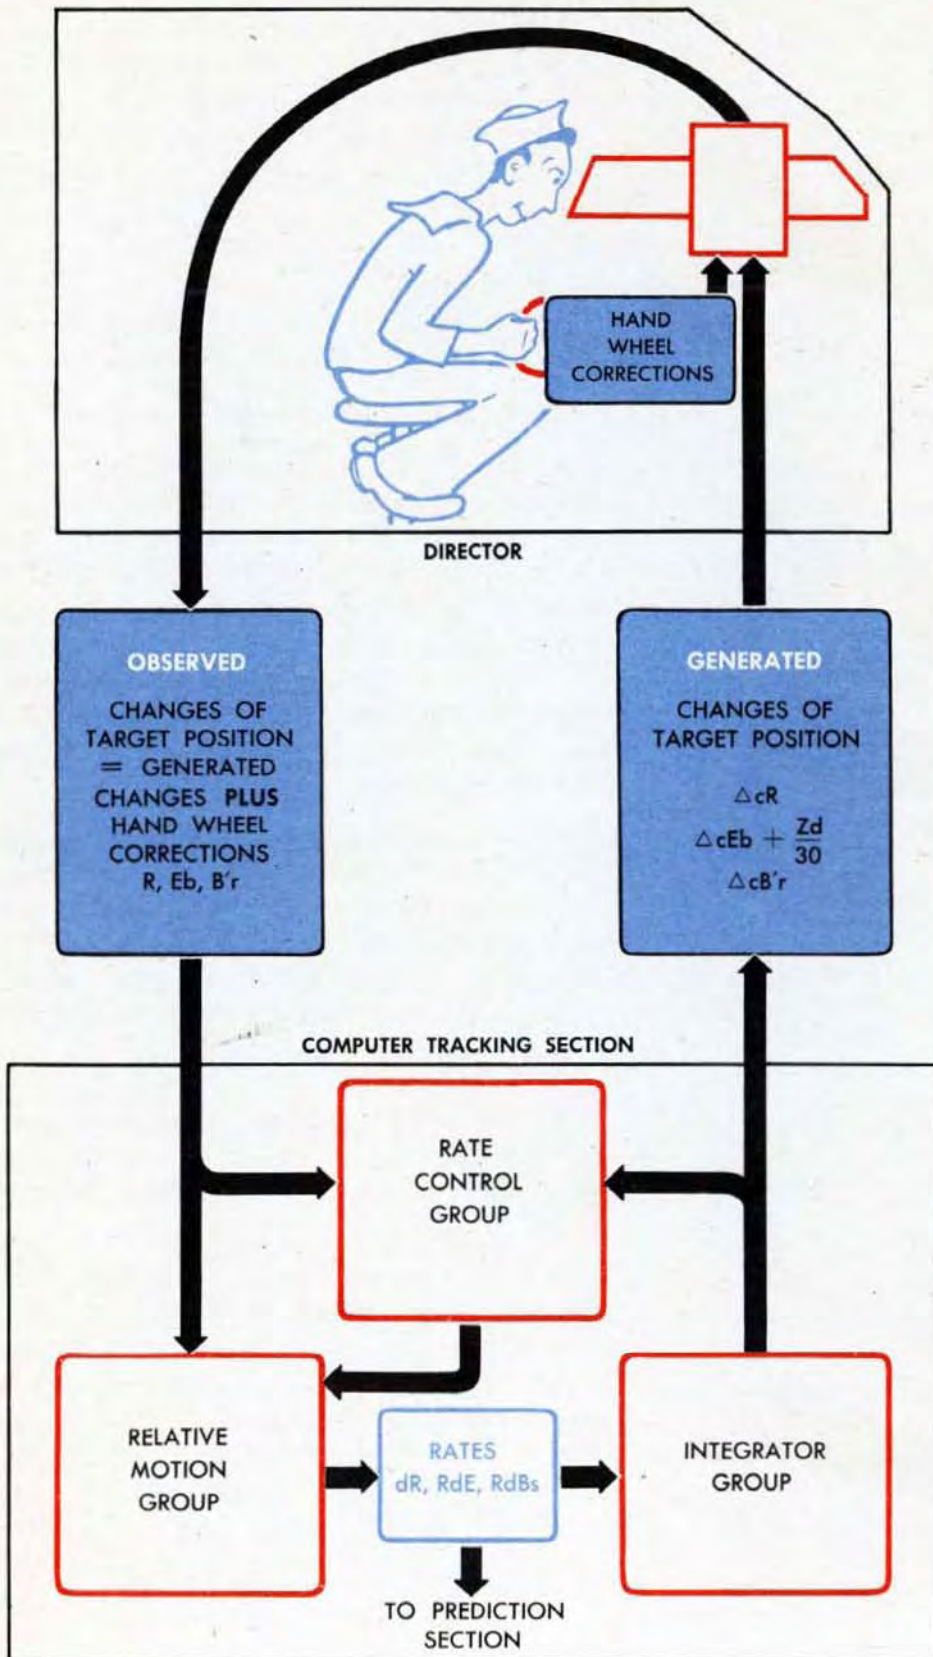 HAND
WHEEL
CORRECTIONS
DIRECTOR
OBSERVED
CHANGES OF
TARGET POSITION
= GENERATED
CHANGES PLUS
HAND WHEEL
CORRECTIONS
R, Eb, B'r
GENERATED
CHANGES OF
TARGET POSITION
△cR
△cEb + Zd/30
△cB'r
COMPUTER TRACKING SECTION
RATE
CONTROL
GROUP
RELATIVE
MOTION
GROUP
RATES
dR, RdE, RdBs
INTEGRATOR
GROUP
TO PREDICTION
SECTION